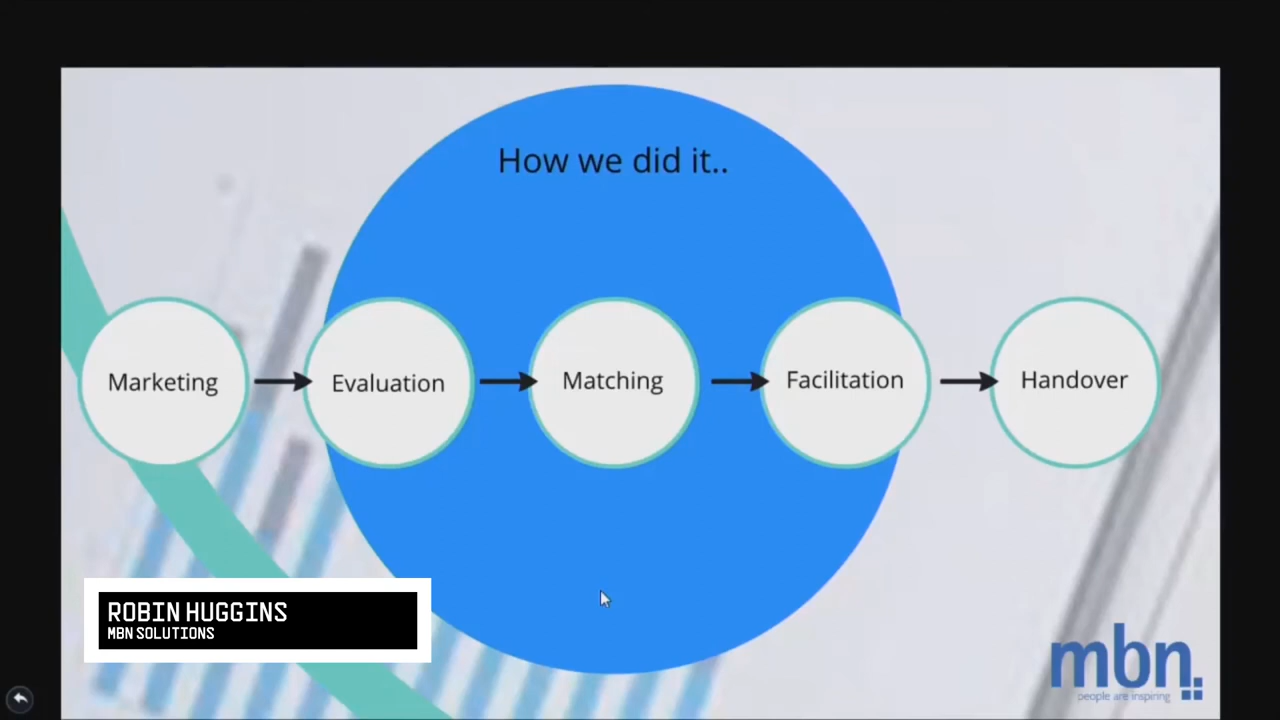 How we did it..
Marketing
Evaluation
Matching
Facilitation
Handover
ROBIN HUGGINS
MBN SOLUTIONS
mbn
people are inspiring